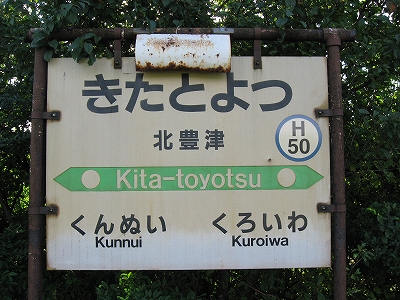 きたとよつ
北豊津
H
50
Kita-toyotsu
くんぬい くろいわ
Kunnui Kuroiwa